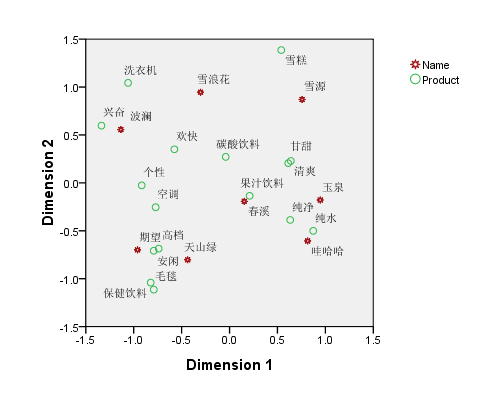 1.5
1.0
0.5
0.0
-0.5
-1.0
-1.5
Dimension 2
雪糕
洗衣机
雪浪花
雪源
兴奋
波澜
欢快
碳酸饮料
甘甜
清爽
个性
空调
果汁饮料
玉泉
春溪
纯净
纯水
期望
高档
天山绿
哇哈哈
安闲
毛毯
保健饮料
-1.5
-1.0
-0.5
0.0
0.5
1.0
1.5
Dimension 1
Name
Product